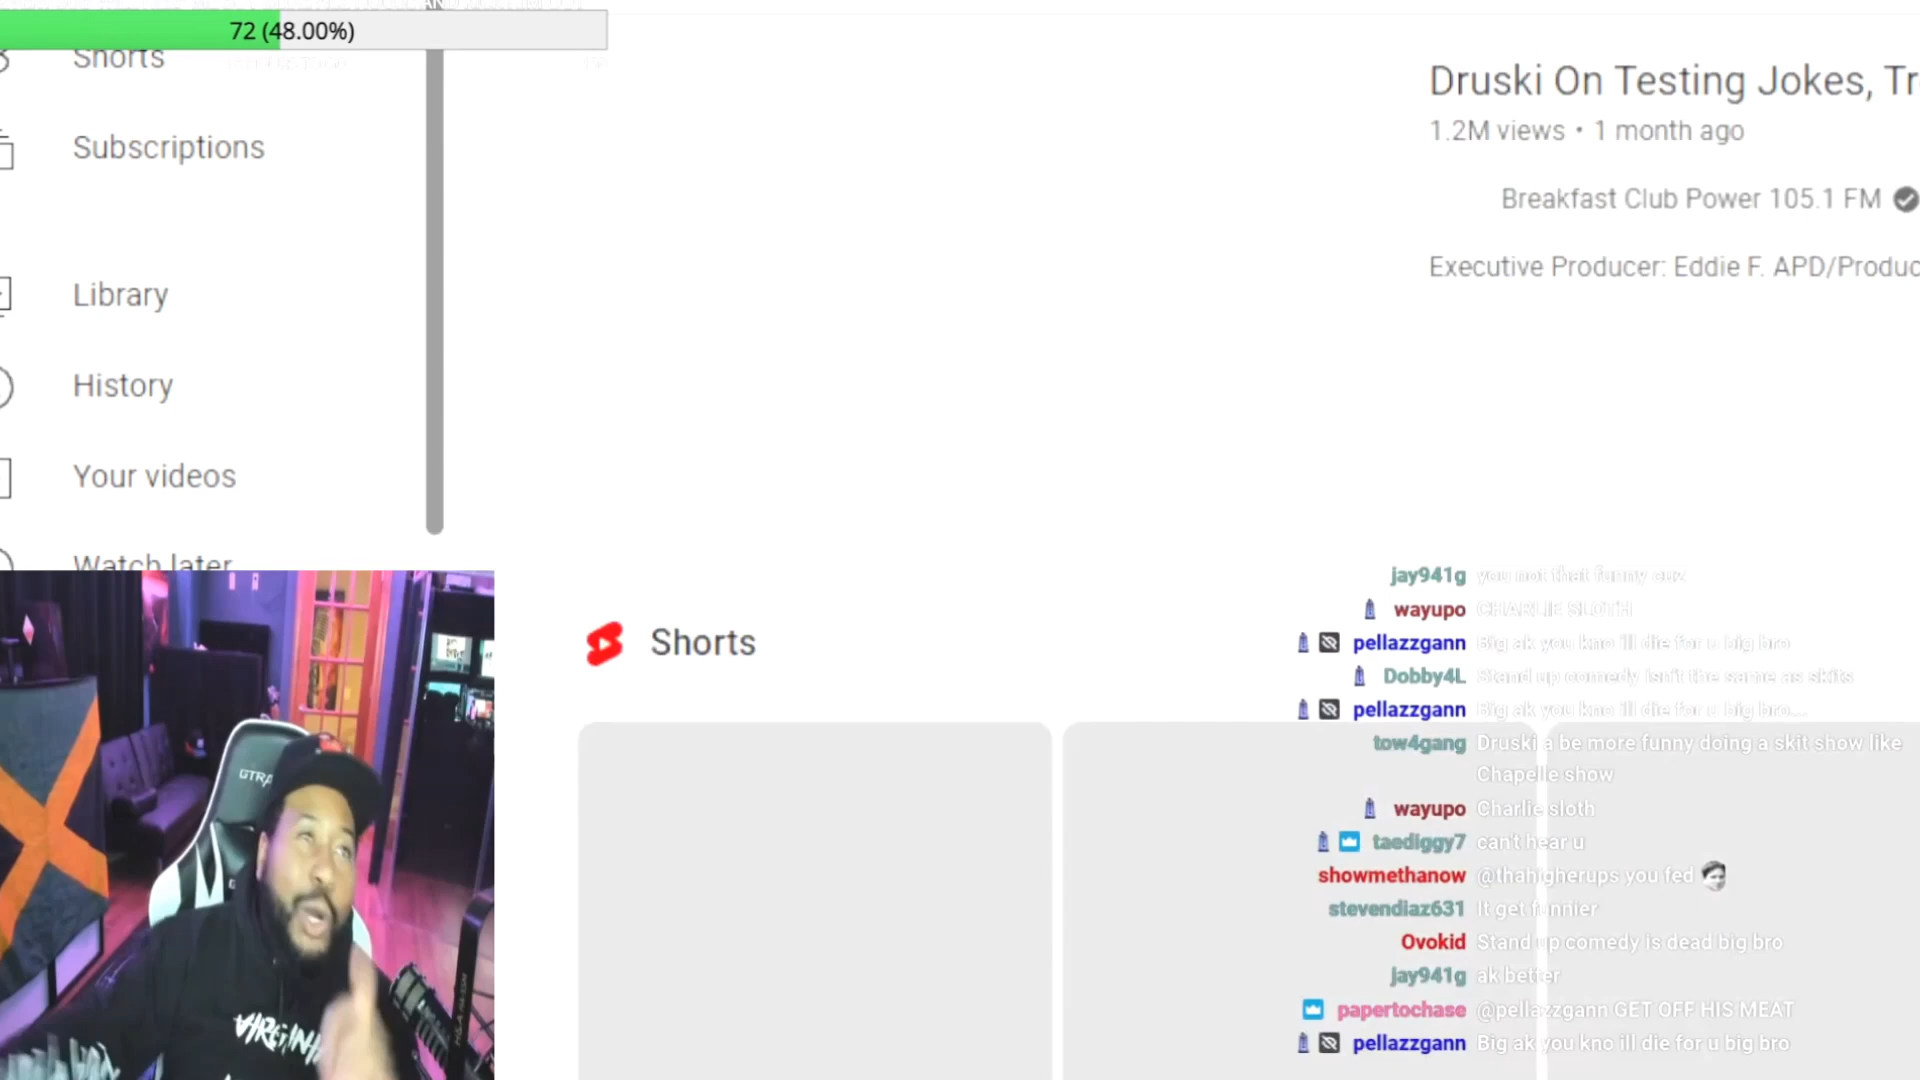 72 (48.00%)
Shorts
Subscriptions
Library
History
Your videos
Watch later
Druski On Testing Jokes, Tr
1.2M views • 1 month ago
Breakfast Club Power 105.1 FM
Executive Producer: Eddie F. APD/Produc
Shorts
jay941g you not that funny cuz
wayupo CHARLIE SLOTH
pellazzgann Big ak you kno ill die for u big bro
Dobby4L Stand up comedy isn't the same as skits
pellazzgann Big ak you kno ill die for u big bro...
tow4gang Druski a be more funny doing a skit show like
Chapelle show
wayupo Charlie sloth
taediggy7 can't hear u
showmethanow @thahigherups you fed
stevendiaz631 It get funnier
Ovokid Stand up comedy is dead big bro
jay941g ak better
papertochase @pellazzgann GET OFF HIS MEAT
pellazzgann Big ak you kno ill die for u big bro
GTRA